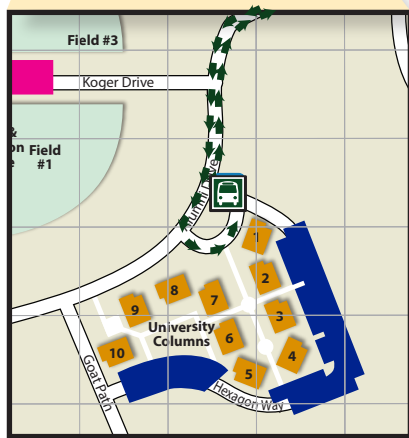 Field #3
Koger Drive
&
on Field
e #1
University
Columns
1
2
3
4
5
6
7
8
9
10
Goat Path
Hexagon Way